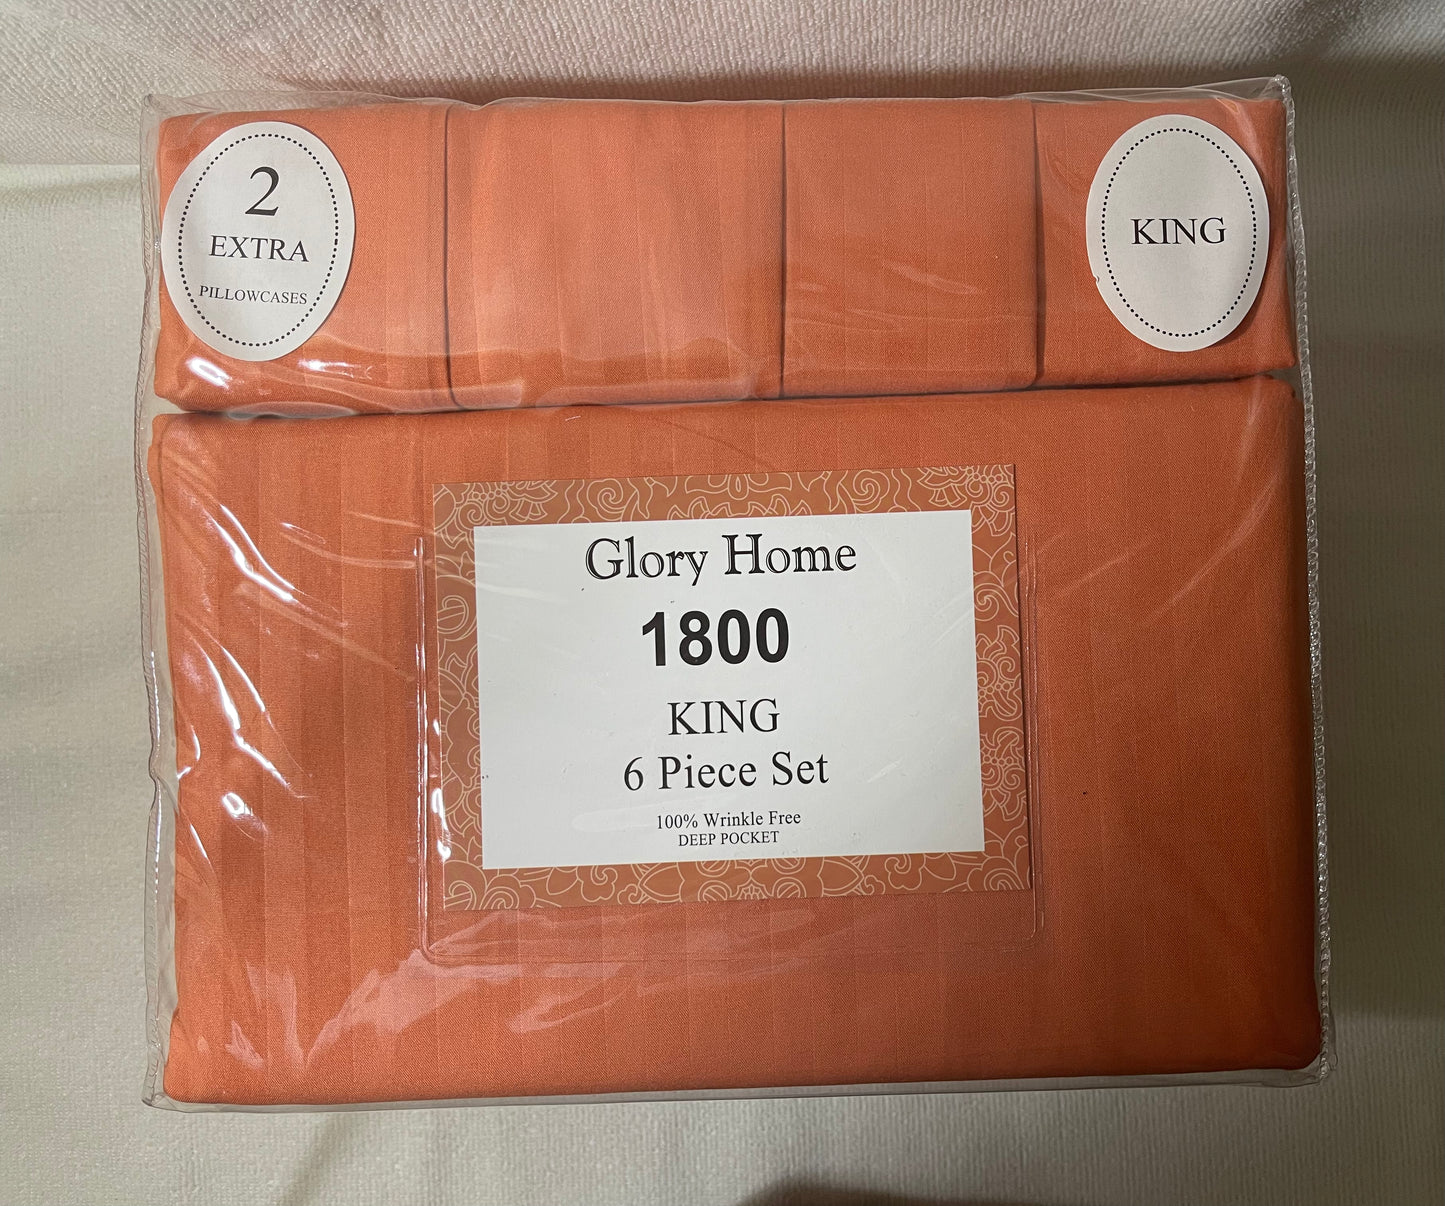 2
EXTRA
PILLOWCASES
KING
Glory Home
1800
KING
6 Piece Set
100% Wrinkle Free
DEEP POCKET